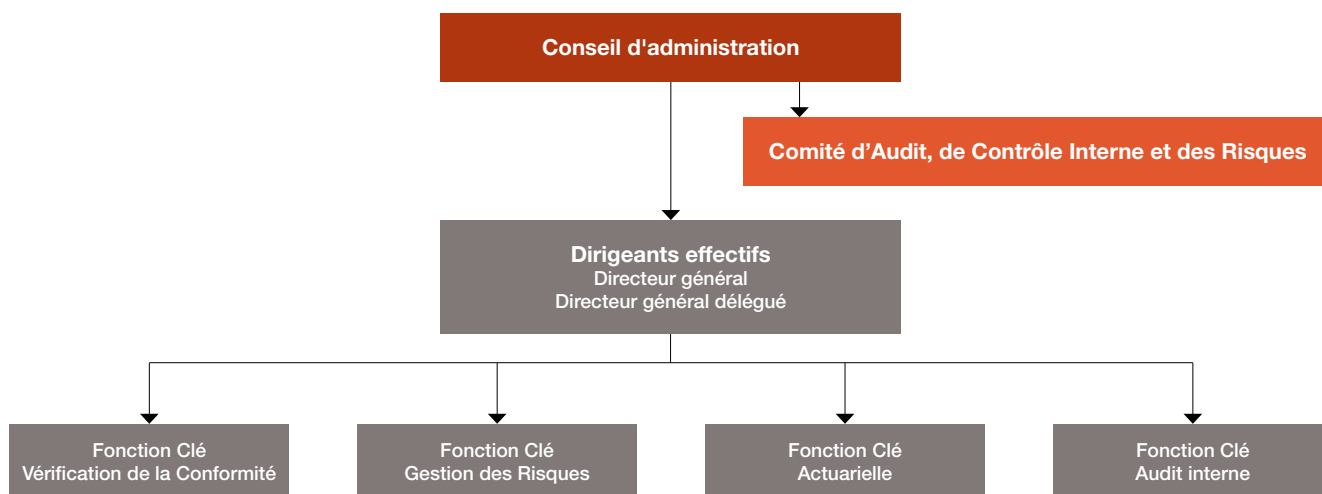 Conseil d'administration
Comité d’Audit, de Contrôle Interne et des Risques
Dirigeants effectifs
Directeur général
Directeur général délégué
Fonction Clé
Vérification de la Conformité
Fonction Clé
Gestion des Risques
Fonction Clé
Actuarielle
Fonction Clé
Audit interne